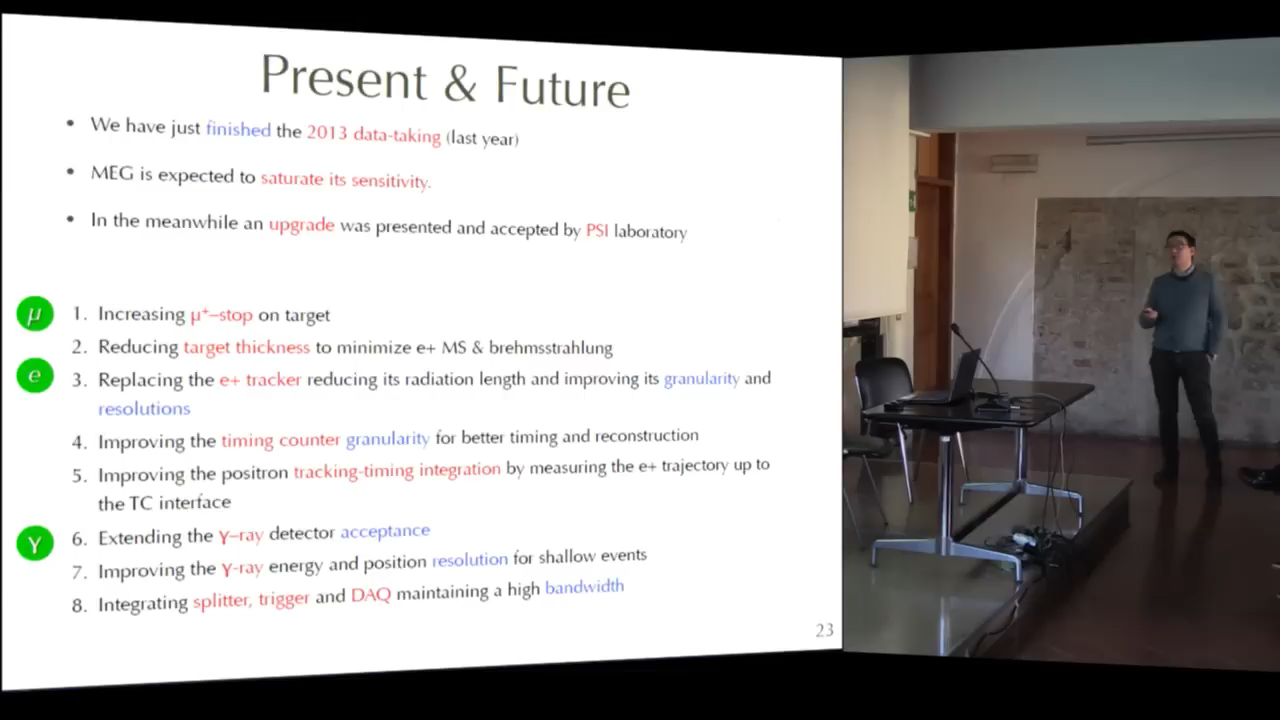 Present & Future
• We have just finished the 2013 data-taking (last year)
• MEG is expected to saturate its sensitivity.
• In the meanwhile an upgrade was presented and accepted by PSI laboratory
μ 1. Increasing μ⁺–stop on target
2. Reducing target thickness to minimize e+ MS & brehmsstrahlung
e 3. Replacing the e+ tracker reducing its radiation length and improving its granularity and
resolutions
4. Improving the timing counter granularity for better timing and reconstruction
5. Improving the positron tracking-timing integration by measuring the e+ trajectory up to
the TC interface
γ 6. Extending the γ–ray detector acceptance
7. Improving the γ-ray energy and position resolution for shallow events
8. Integrating splitter, trigger and DAQ maintaining a high bandwidth
23